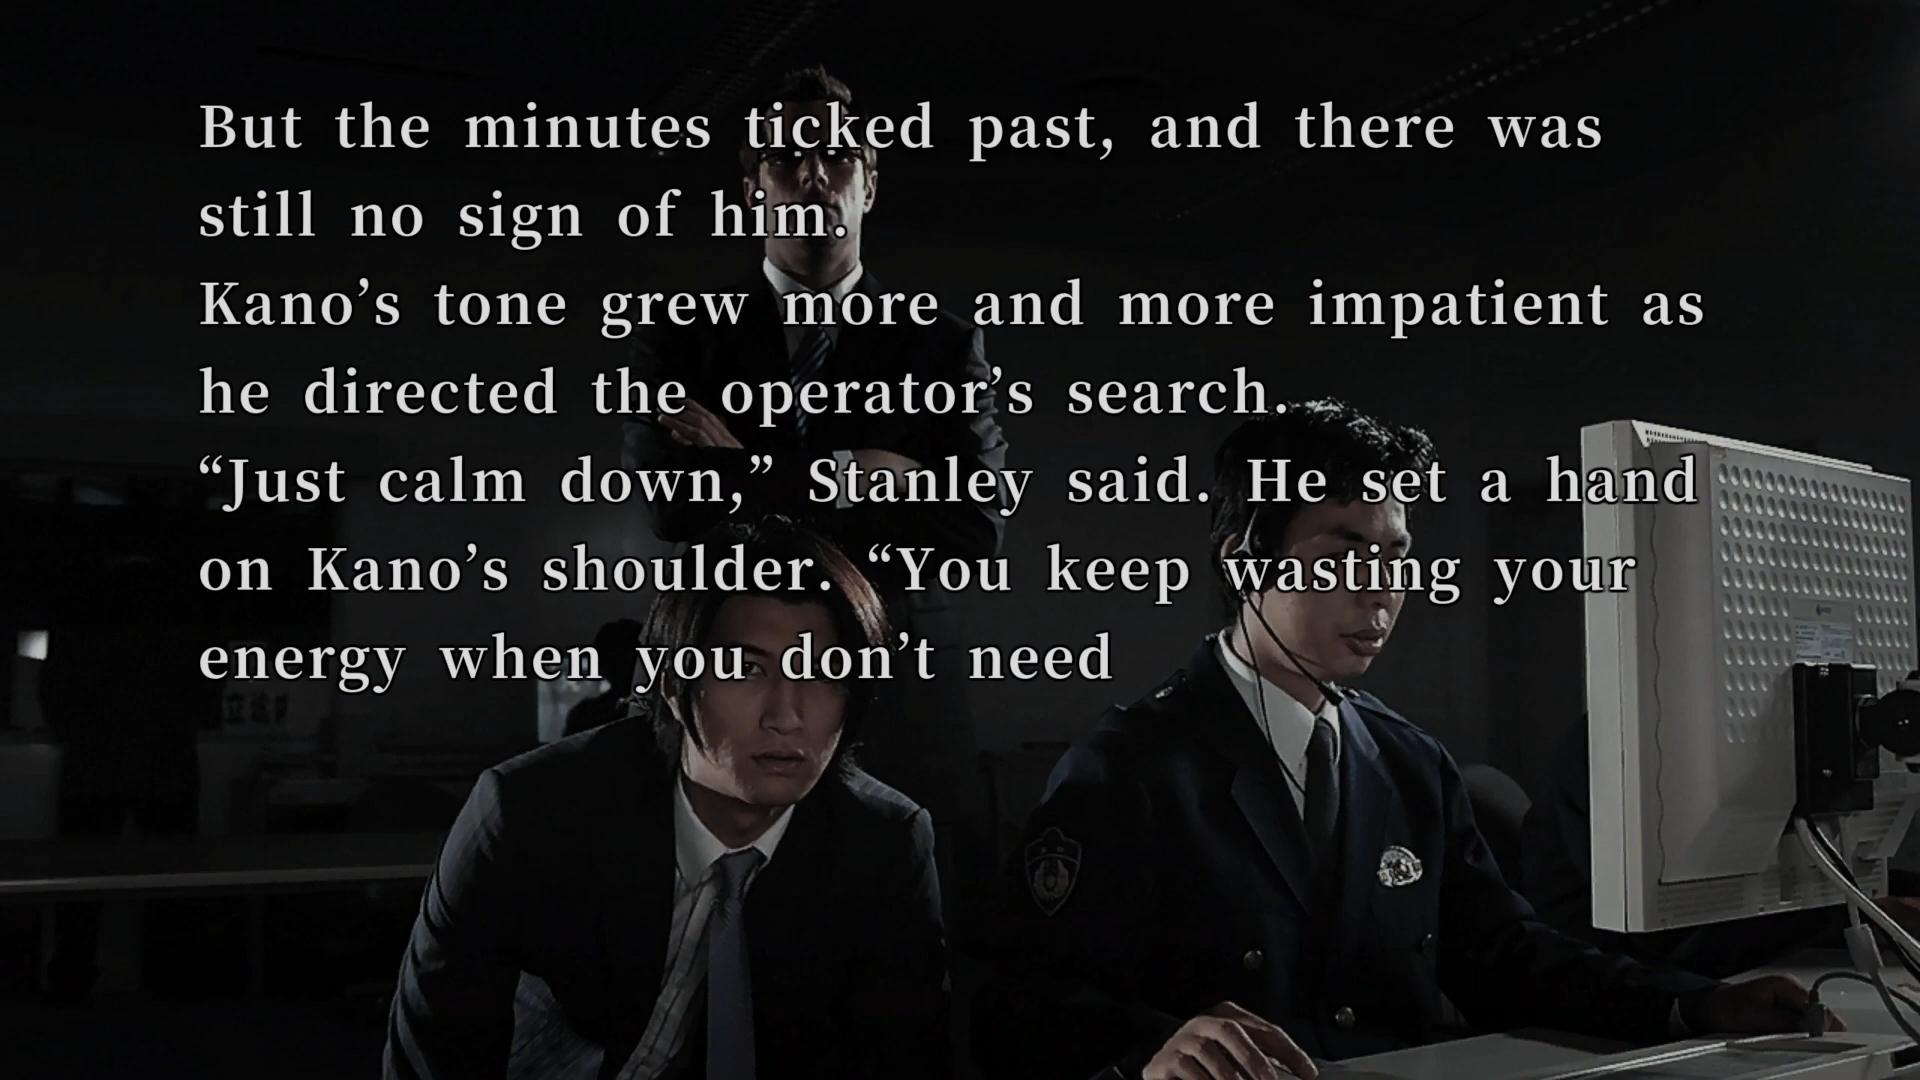 But the minutes ticked past, and there was
still no sign of him.
Kano’s tone grew more and more impatient as
he directed the operator’s search.
“Just calm down,” Stanley said. He set a hand
on Kano’s shoulder. “You keep wasting your
energy when you don’t need